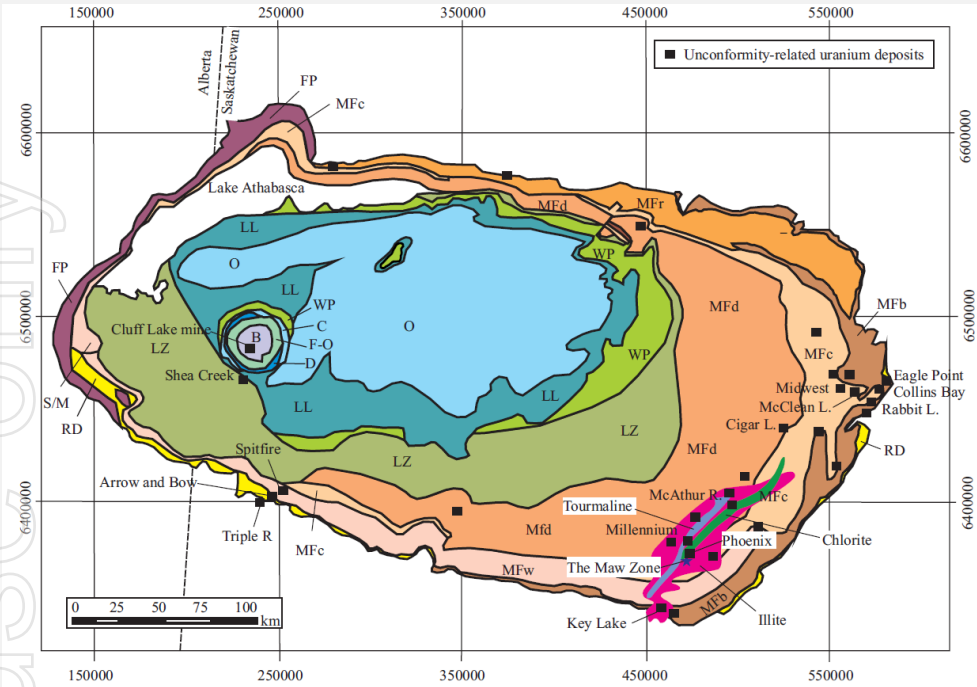 150000 250000 350000 450000 550000
Unconformity-related uranium deposits
Alberta
Saskatchewan
FP
MFc
6600000
6600000
Lake Athabasca
MFd
MFr
LL
O
WP
FP
LL
WP
MFd
MFb
6500000
6500000
Cluff Lake mine
B
C
O
F-O
LZ
D
WP
MFc
Shea Creek
Eagle Point
Midwest
Collins Bay
S/M
LL
LL
McClean L.
Rabbit L.
RD
Cigar L.
LZ
Spitfire
MFd
RD
LZ
Arrow and Bow
McAthur R.
MFc
6400000
6400000
Tourmaline
Triple R
MFc
Mfd
Millennium
Phoenix
Chlorite
MFw
The Maw Zone
MFb
Illite
Key Lake
0 25 50 75 100
km
150000 250000 350000 450000 550000